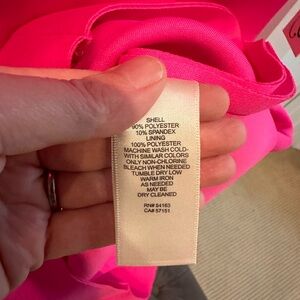 SHELL
90% POLYESTER
10% SPANDEX
LINING
100% POLYESTER
MACHINE WASH COLD-
WITH SIMILAR COLORS
ONLY NON-CHLORINE
BLEACH WHEN NEEDED
TUMBLE DRY LOW
WARM IRON
AS NEEDED
MAY BE
DRY CLEANED
RN# 84163
CA# 57151